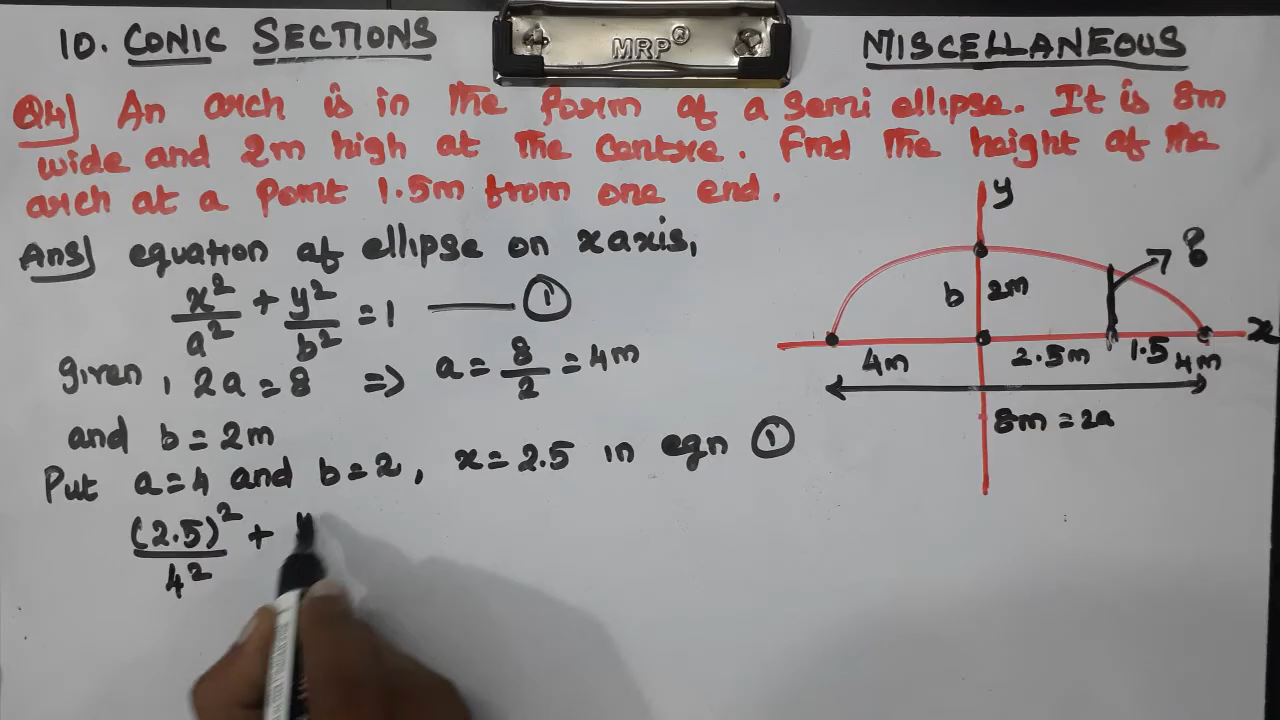 10. CONIC SECTIONS
MRP®
MISCELLANEOUS
Q4) An arch is in the form of a semi ellipse. It is 8m
wide and 2m high at the centre. Find the height of the
arch at a point 1.5m from one end.
Ans) equation of ellipse on x axis,
x²/a² + y²/b² = 1 —— ①
given, 2a = 8 => a = 8/2 = 4m
and b = 2m
Put a = 4 and b = 2, x = 2.5 in eqn ①
(2.5)²/4² +
y
?
b 2m
x
4m 2.5m 1.5 4m
8m = 2a